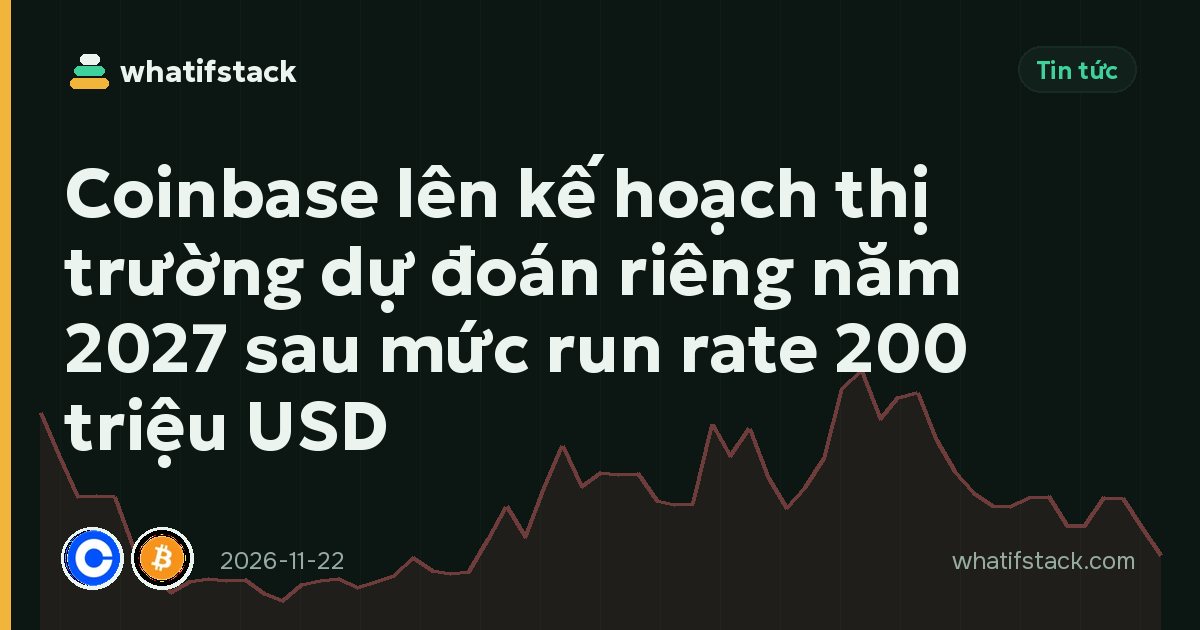 whatifstack
Tin tức
Coinbase lên kế hoạch thị
trường dự đoán riêng năm
2027 sau mức run rate 200
triệu USD
2026-11-22
whatifstack.com